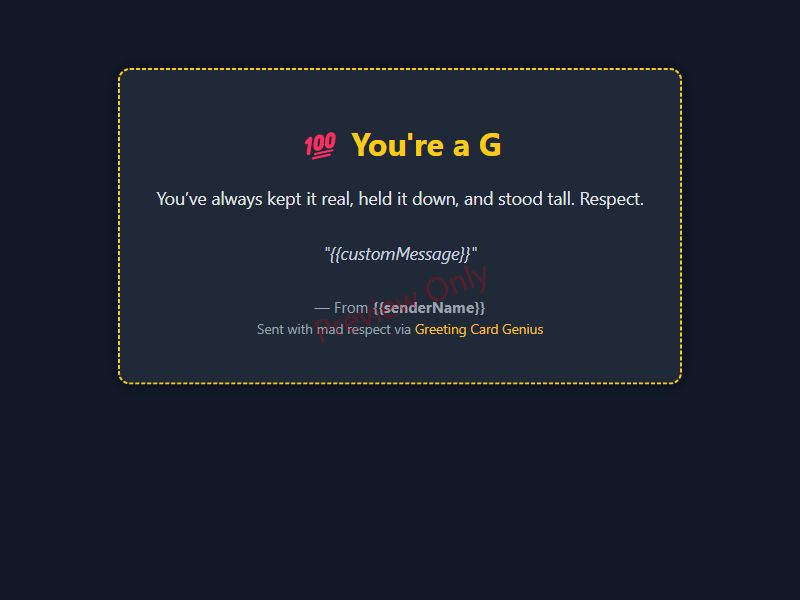 💯 You're a G
You’ve always kept it real, held it down, and stood tall. Respect.
"{{customMessage}}"
Preview Only
— From {{senderName}}
Sent with mad respect via Greeting Card Genius